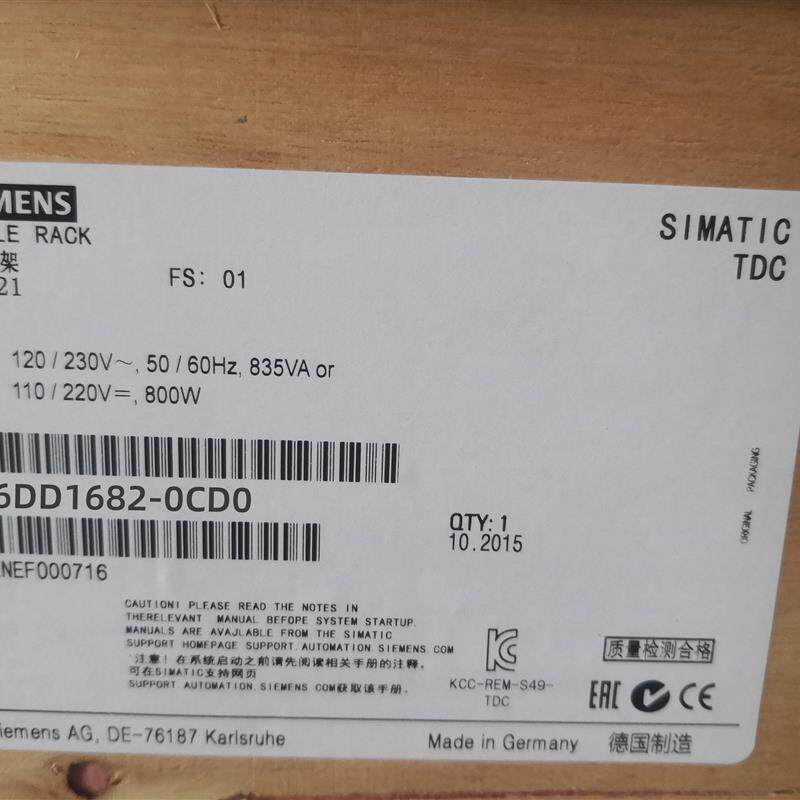 MENS
LE RACK
架
21
FS: 01
SIMATIC
TDC
120 / 230V~, 50 / 60Hz, 835VA or
110 / 220V=, 800W
6DD1682-0CD0
NEF000716
QTY: 1
10.2015
ORIGINAL PACKAGING
CAUTION! PLEASE READ THE NOTES IN
THERELEVANT MANUAL BEFOPE SYSTEM STARTUP.
MANUALS ARE AVAJLABLE FROM THE SIMATIC
SUPPORT HOMEPAGE SUPPORT.AUTOMATION SIEMENS.COM
注意! 在系统启动之前请先阅读相关手册的注释,
可在SIMATIC支持网页
SUPPORT AUTOMATION SIEMENS COM获取该手册.
KCC-REM-S49-
TDC
质量检测合格
EAC CE
iemens AG, DE-76187 Karlsruhe
Made in Germany 德国制造